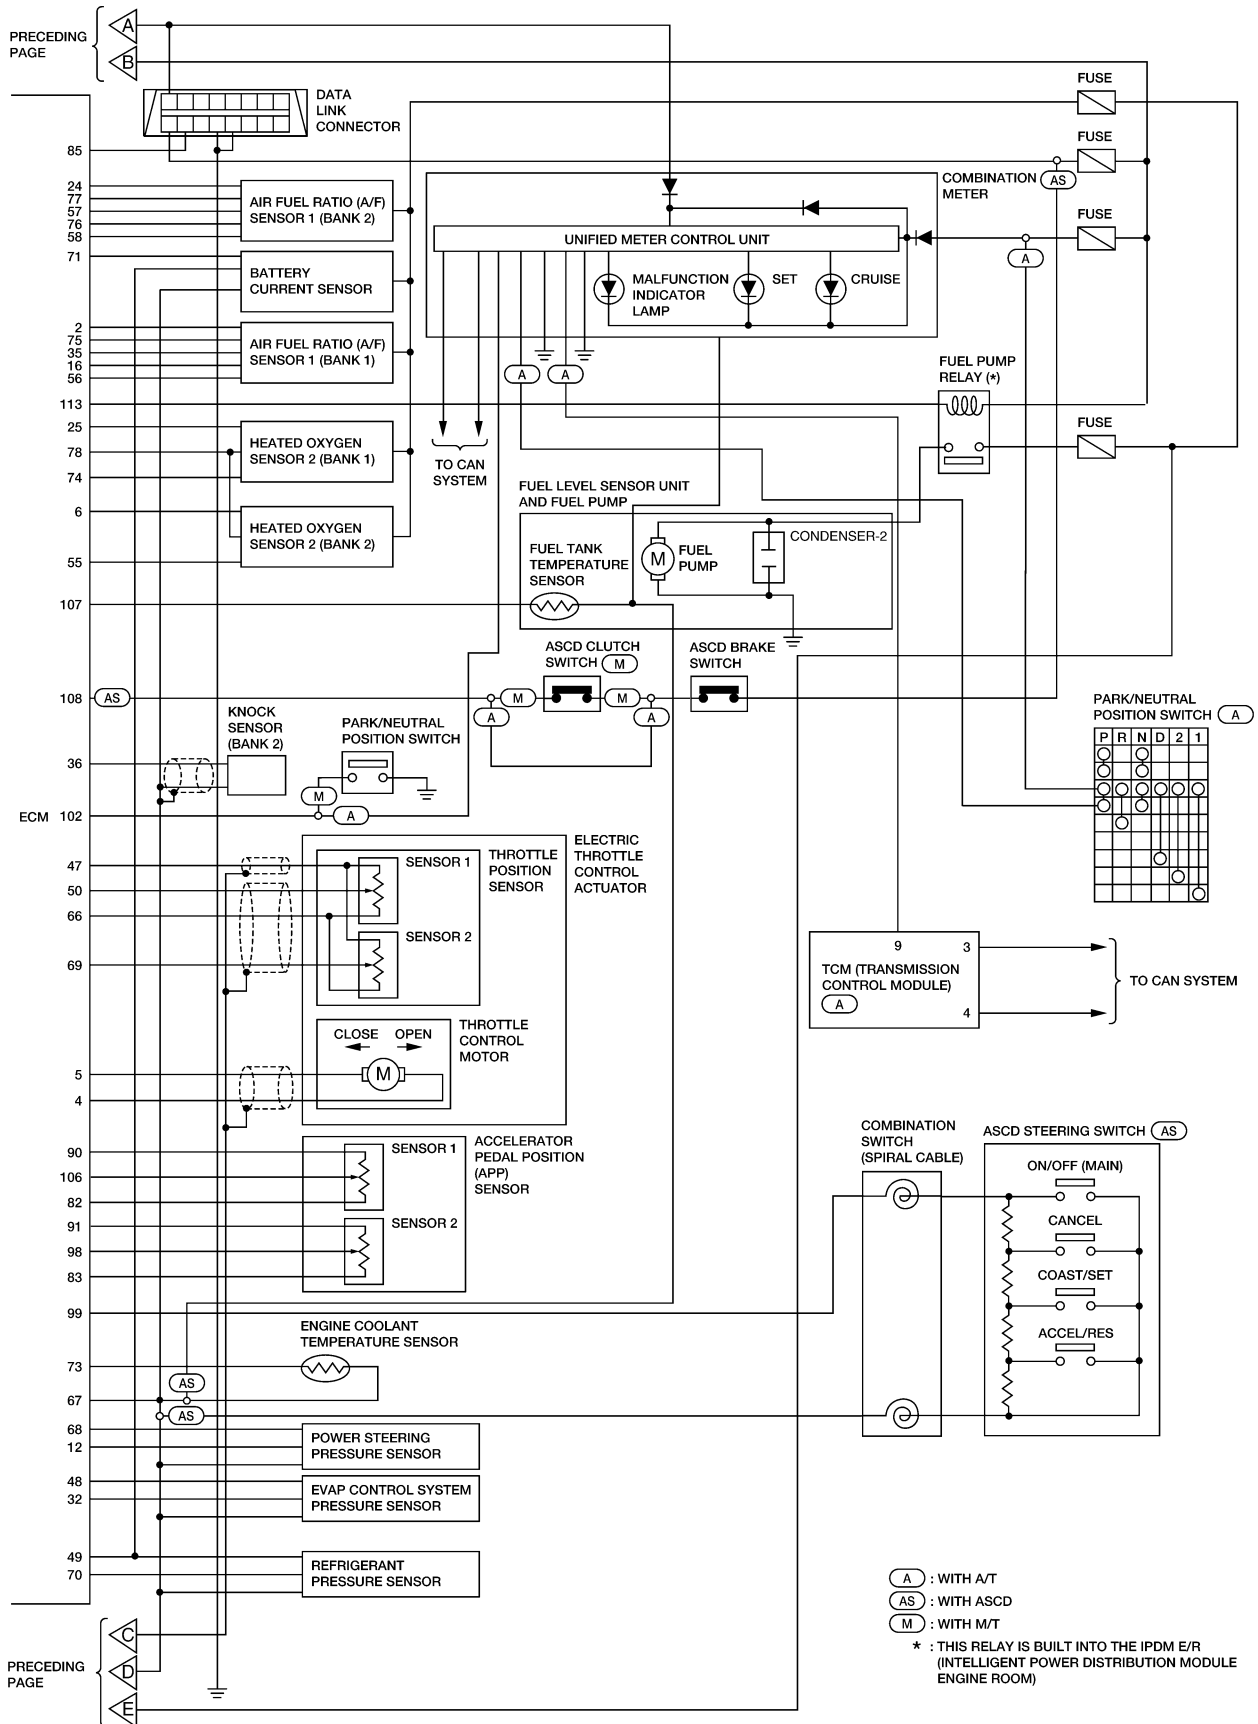 PRECEDING
PAGE
A
B
DATA
LINK
CONNECTOR
FUSE
FUSE
AS
FUSE
A
85
24
77
57
76
58
AIR FUEL RATIO (A/F)
SENSOR 1 (BANK 2)
71
BATTERY
CURRENT SENSOR
2
75
35
16
56
AIR FUEL RATIO (A/F)
SENSOR 1 (BANK 1)
COMBINATION
METER
UNIFIED METER CONTROL UNIT
MALFUNCTION
INDICATOR
LAMP
SET
CRUISE
A
A
FUEL PUMP
RELAY (*)
FUSE
113
25
78
74
HEATED OXYGEN
SENSOR 2 (BANK 1)
TO CAN
SYSTEM
6
55
HEATED OXYGEN
SENSOR 2 (BANK 2)
FUEL LEVEL SENSOR UNIT
AND FUEL PUMP
FUEL TANK
TEMPERATURE
SENSOR
M
FUEL
PUMP
CONDENSER-2
107
108
AS
ASCD CLUTCH
SWITCH
M
ASCD BRAKE
SWITCH
M
M
A
A
KNOCK
SENSOR
(BANK 2)
PARK/NEUTRAL
POSITION SWITCH
M
A
36
ECM
102
PARK/NEUTRAL
POSITION SWITCH
A
P R N D 2 1
47
50
66
69
SENSOR 1
THROTTLE
POSITION
SENSOR
SENSOR 2
ELECTRIC
THROTTLE
CONTROL
ACTUATOR
9
3
4
TCM (TRANSMISSION
CONTROL MODULE)
A
TO CAN SYSTEM
5
4
CLOSE
OPEN
M
THROTTLE
CONTROL
MOTOR
90
106
82
91
98
83
SENSOR 1
SENSOR 2
ACCELERATOR
PEDAL POSITION
(APP)
SENSOR
COMBINATION
SWITCH
(SPIRAL CABLE)
ASCD STEERING SWITCH
AS
ON/OFF (MAIN)
CANCEL
COAST/SET
ACCEL/RES
99
73
67
ENGINE COOLANT
TEMPERATURE SENSOR
AS
AS
68
12
POWER STEERING
PRESSURE SENSOR
48
32
EVAP CONTROL SYSTEM
PRESSURE SENSOR
49
70
REFRIGERANT
PRESSURE SENSOR
PRECEDING
PAGE
C
D
E
A : WITH A/T
AS : WITH ASCD
M : WITH M/T
* : THIS RELAY IS BUILT INTO THE IPDM E/R
(INTELLIGENT POWER DISTRIBUTION MODULE
ENGINE ROOM)